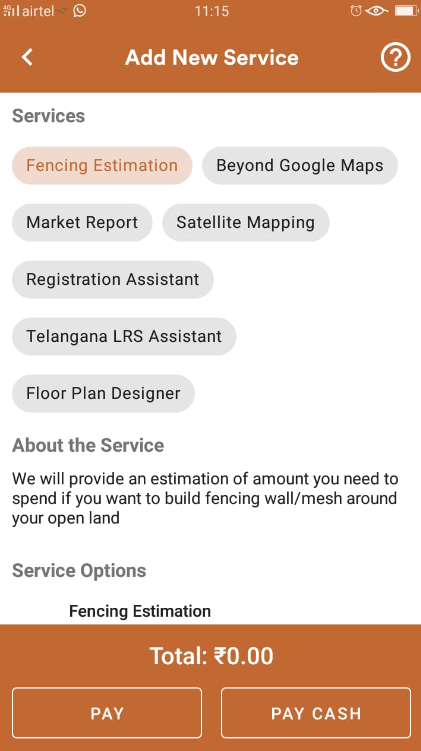 4G airtel 11:15
Add New Service ?
Services
Fencing Estimation Beyond Google Maps
Market Report Satellite Mapping
Registration Assistant
Telangana LRS Assistant
Floor Plan Designer
About the Service
We will provide an estimation of amount you need to
spend if you want to build fencing wall/mesh around
your open land
Service Options
Fencing Estimation
Total: ₹0.00
PAY PAY CASH